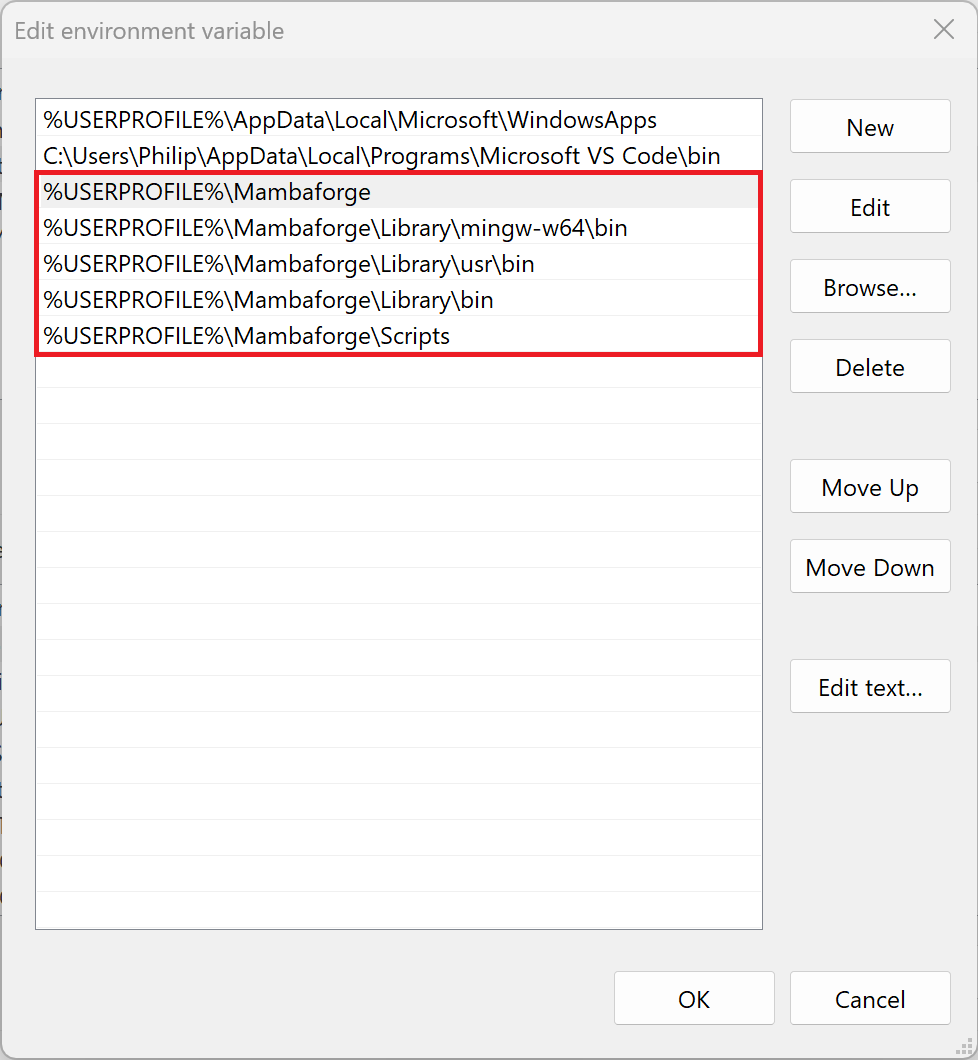 Edit environment variable
%USERPROFILE%\AppData\Local\Microsoft\WindowsApps
C:\Users\Philip\AppData\Local\Programs\Microsoft VS Code\bin
%USERPROFILE%\Mambaforge
%USERPROFILE%\Mambaforge\Library\mingw-w64\bin
%USERPROFILE%\Mambaforge\Library\usr\bin
%USERPROFILE%\Mambaforge\Library\bin
%USERPROFILE%\Mambaforge\Scripts
New
Edit
Browse...
Delete
Move Up
Move Down
Edit text...
OK
Cancel